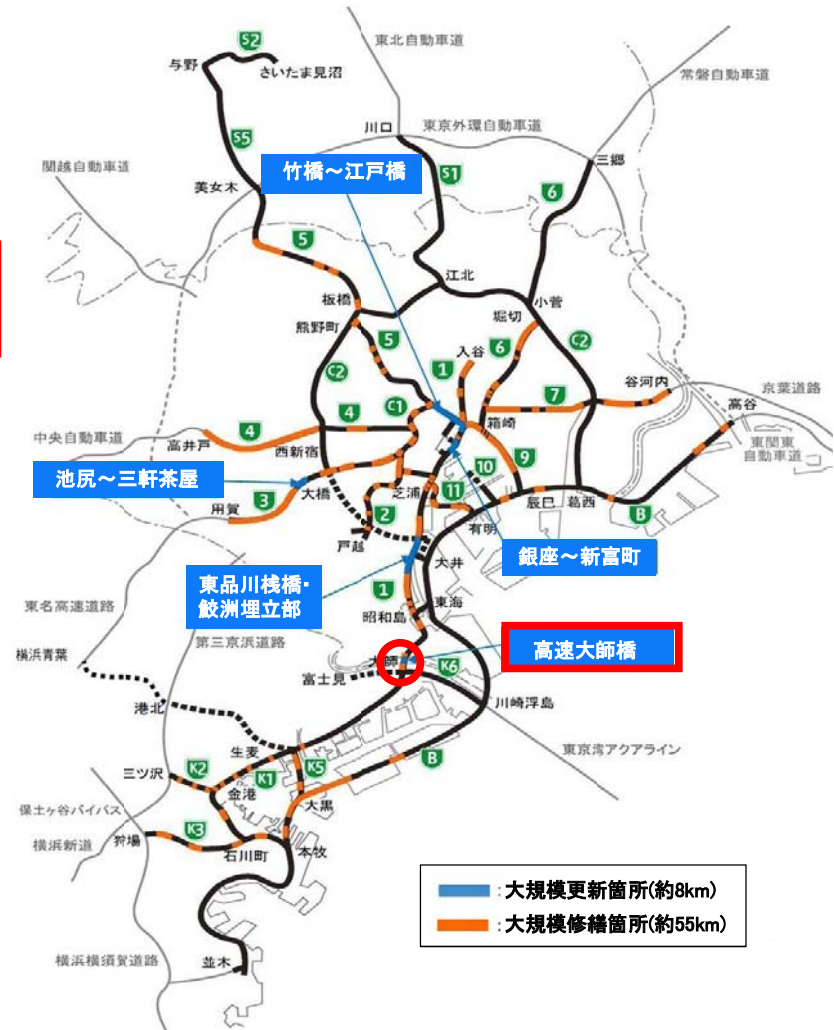 東北自動車道
S2
与野
さいたま見沼
常磐自動車道
川口
東京外環自動車道
関越自動車道
竹橋～江戸橋
S5
S1
三郷
6
美女木
5
江北
板橋
小菅
熊野町
堀切
5
入谷
6
C2
C2
1
谷河内
7
京葉道路
C1
高谷
4
4
箱崎
中央自動車道
高井戸
西新宿
東関東
自動車道
9
池尻～三軒茶屋
10
大橋
芝浦
3
11
辰巳
葛西
用賀
2
有明
B
戸越
銀座～新富町
大井
東品川桟橋・
鮫洲埋立部
1
東海
東名高速道路
昭和島
第三京浜道路
横浜青葉
大師
高速大師橋
富士見
K6
港北
川崎浮島
生麦
東京湾アクアライン
K2
K1
K5
B
三ツ沢
金港
大黒
保土ヶ谷バイパス
K3
狩場
横浜新道
石川町
本牧
：大規模更新箇所(約8km)
：大規模修繕箇所(約55km)
横浜横須賀道路
並木